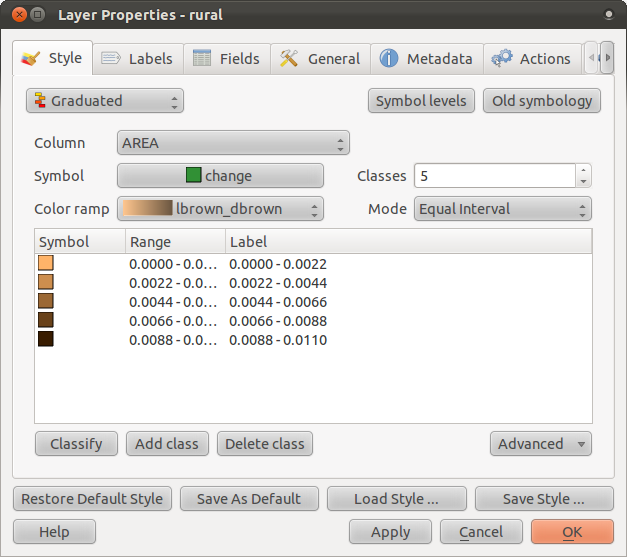 Layer Properties - rural
Style Labels Fields General Metadata Actions
Graduated Symbol levels Old symbology
Column AREA
Symbol change Classes 5
Color ramp lbrown_dbrown Mode Equal Interval
Symbol Range Label
0.0000 - 0.0... 0.0000 - 0.0022
0.0022 - 0.0... 0.0022 - 0.0044
0.0044 - 0.0... 0.0044 - 0.0066
0.0066 - 0.0... 0.0066 - 0.0088
0.0088 - 0.0... 0.0088 - 0.0110
Classify Add class Delete class Advanced
Restore Default Style Save As Default Load Style ... Save Style ...
Help Apply Cancel OK